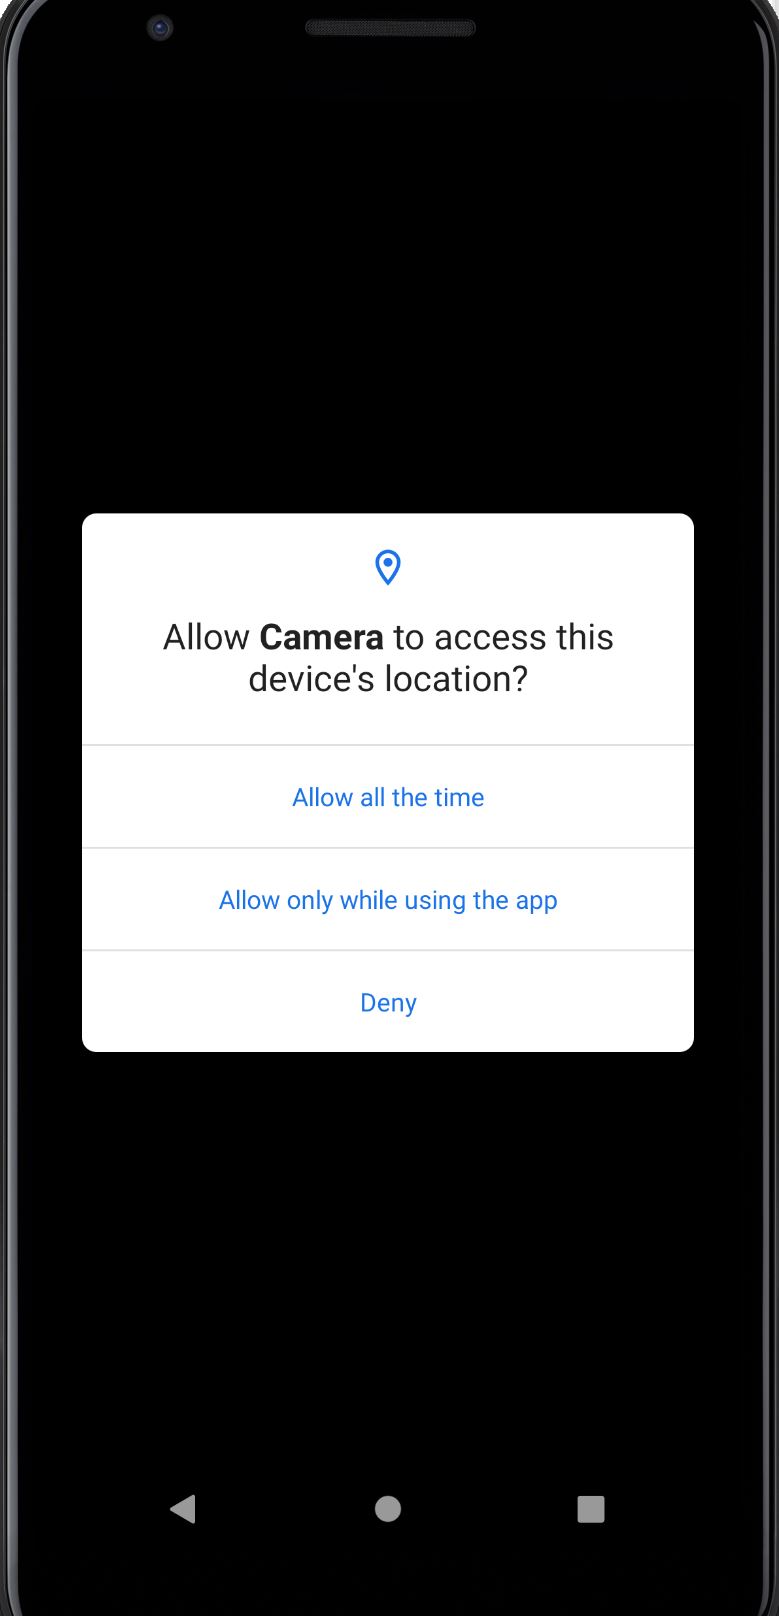 Allow Camera to access this
device's location?
Allow all the time
Allow only while using the app
Deny